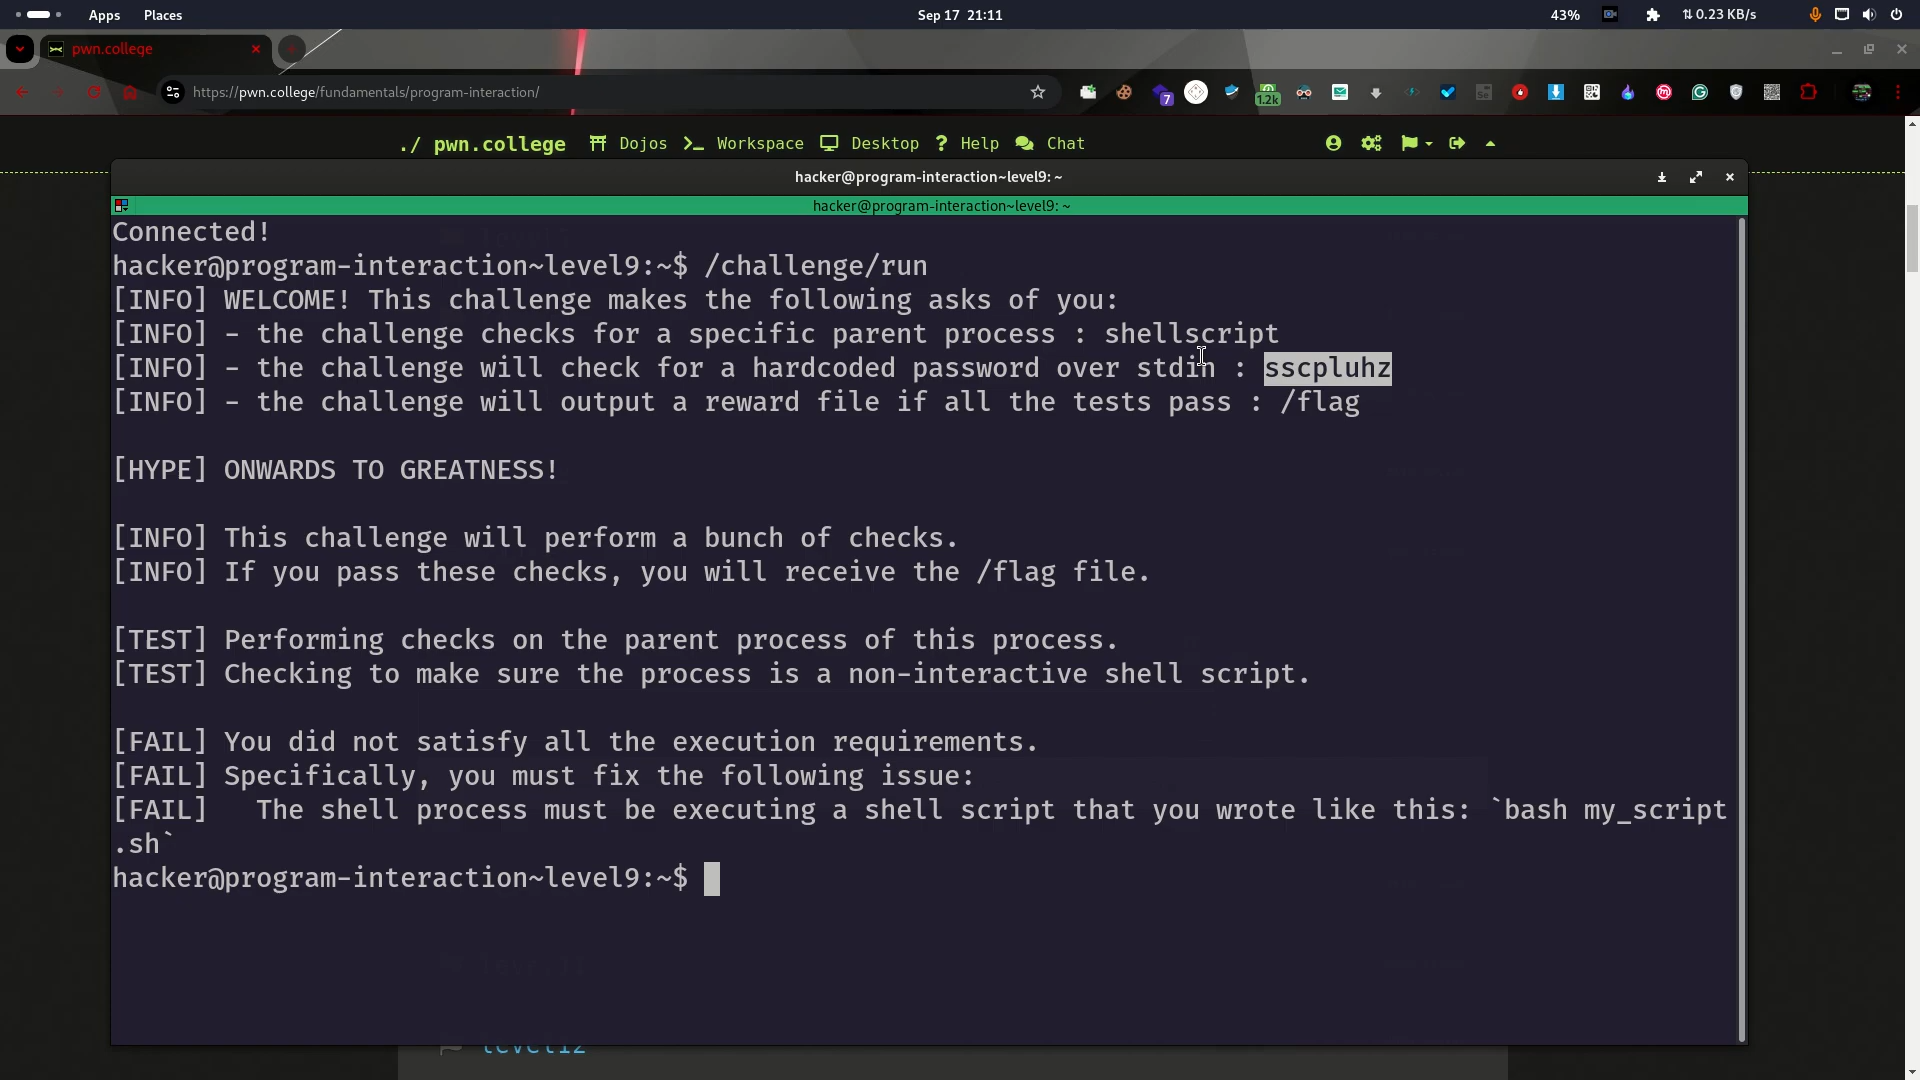 Apps Places Sep 17 21:11 43% 0.23 KB/s
pwn.college
https://pwn.college/fundamentals/program-interaction/ 7 1.2k
./ pwn.college Dojos Workspace Desktop ? Help Chat
hacker@program-interaction~level9: ~
hacker@program-interaction~level9: ~
Connected!
hacker@program-interaction~level9:~$ /challenge/run
[INFO] WELCOME! This challenge makes the following asks of you:
[INFO] - the challenge checks for a specific parent process : shellscript
[INFO] - the challenge will check for a hardcoded password over stdin : sscpluhz
[INFO] - the challenge will output a reward file if all the tests pass : /flag
[HYPE] ONWARDS TO GREATNESS!
[INFO] This challenge will perform a bunch of checks.
[INFO] If you pass these checks, you will receive the /flag file.
[TEST] Performing checks on the parent process of this process.
[TEST] Checking to make sure the process is a non-interactive shell script.
[FAIL] You did not satisfy all the execution requirements.
[FAIL] Specifically, you must fix the following issue:
[FAIL]   The shell process must be executing a shell script that you wrote like this: `bash my_script
.sh`
hacker@program-interaction~level9:~$
level12